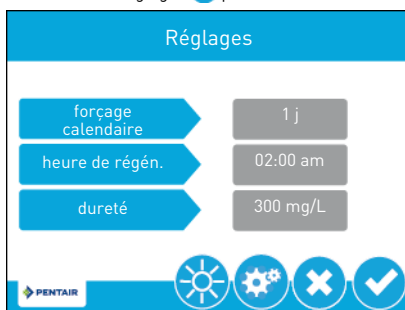 Réglages
forçage
calendaire
1 j
heure de régén.
02:00 am
dureté
300 mg/L
PENTAIR